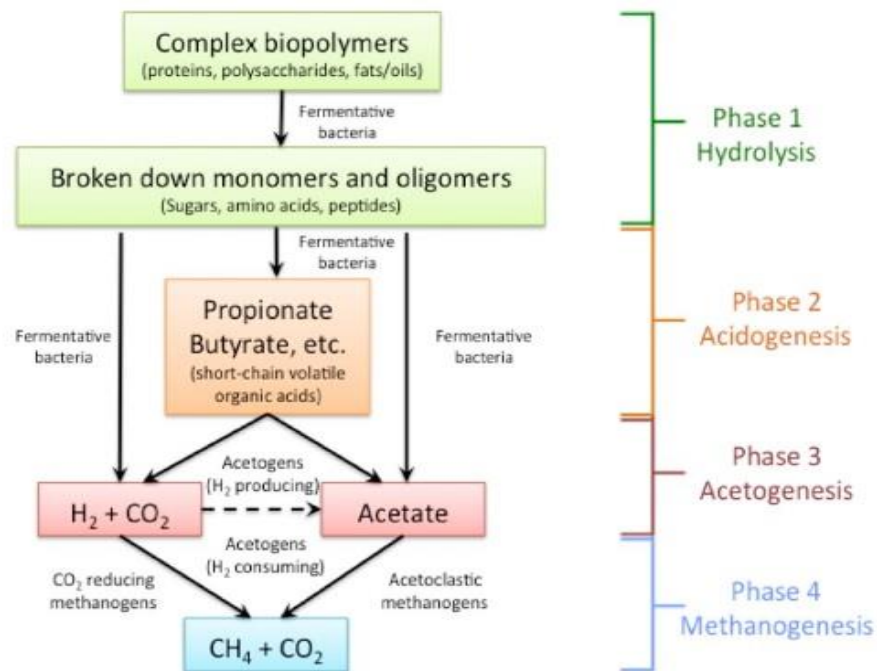 Complex biopolymers
(proteins, polysaccharides, fats/oils)
Fermentative
bacteria
Phase 1
Hydrolysis
Broken down monomers and oligomers
(Sugars, amino acids, peptides)
Fermentative
bacteria
Fermentative
bacteria
Propionate
Butyrate, etc.
(short-chain volatile
organic acids)
Fermentative
bacteria
Phase 2
Acidogenesis
Acetogens
(H₂ producing)
H₂ + CO₂
Acetate
Acetogens
(H₂ consuming)
Phase 3
Acetogenesis
CO₂ reducing
methanogens
Acetoclastic
methanogens
CH₄ + CO₂
Phase 4
Methanogenesis